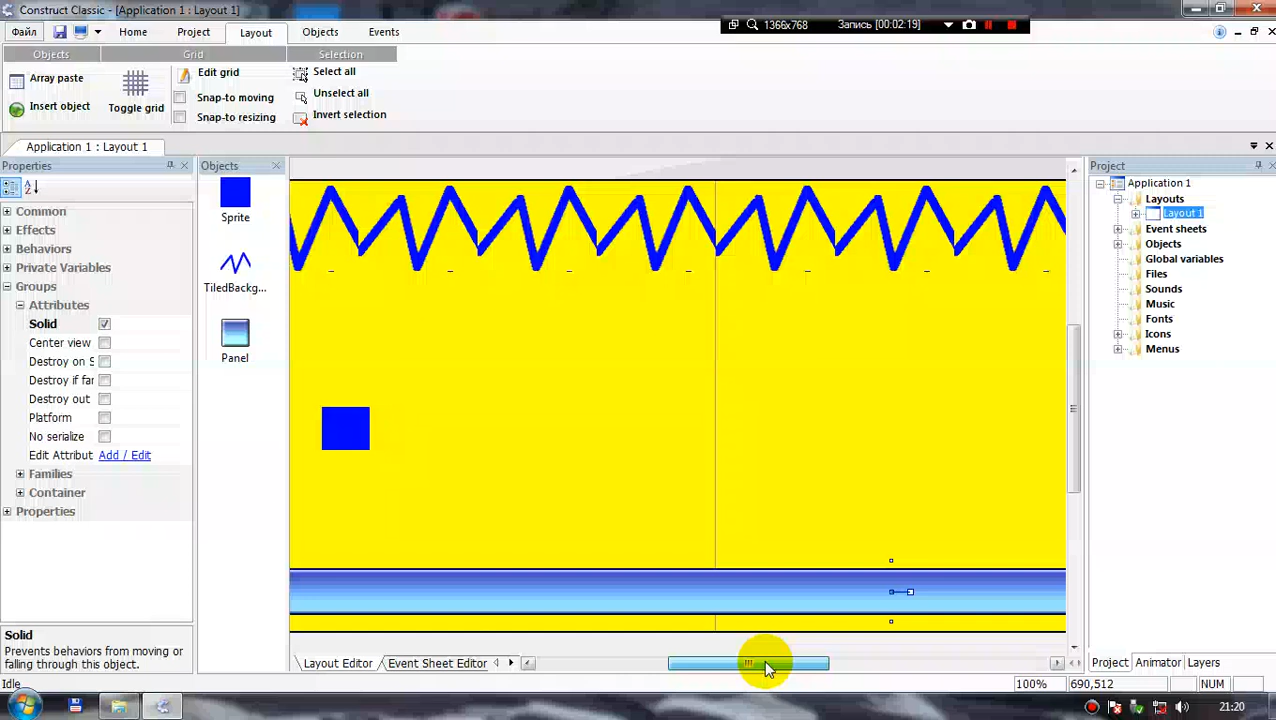 Construct Classic - [Application 1 : Layout 1]
1366x768
Запись [00:02:19]
Файл
Home
Project
Layout
Objects
Events
Objects
Grid
Selection
Array paste
Insert object
Toggle grid
Edit grid
Snap-to moving
Snap-to resizing
Select all
Unselect all
Invert selection
Application 1 : Layout 1
Properties
Common
Effects
Behaviors
Private Variables
Groups
Attributes
Solid
Center view
Destroy on S
Destroy if far
Destroy out
Platform
No serialize
Edit Attribut Add / Edit
Families
Container
Properties
Solid
Prevents behaviors from moving or
falling through this object.
Objects
Sprite
TiledBackg...
Panel
Project
Application 1
Layouts
Layout 1
Event sheets
Objects
Global variables
Files
Sounds
Music
Fonts
Icons
Menus
Layout Editor
Event Sheet Editor
Project
Animator
Layers
Idle
100%
690,512
NUM
21:20